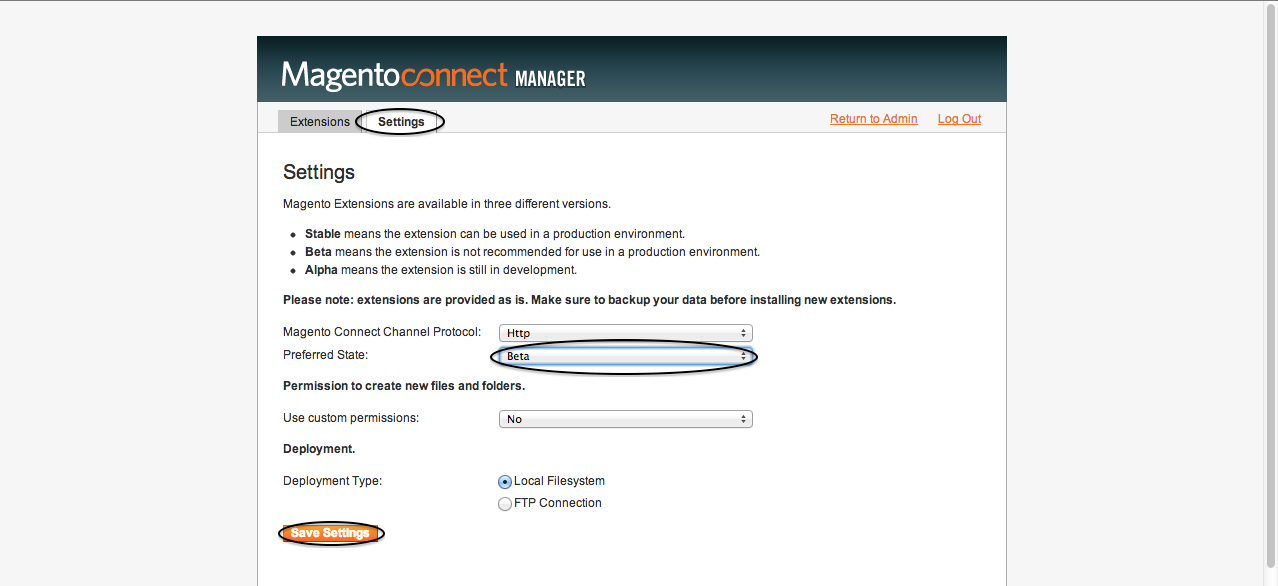 Magentoconnect MANAGER
Extensions Settings Return to Admin Log Out
Settings
Magento Extensions are available in three different versions.
Stable means the extension can be used in a production environment.
Beta means the extension is not recommended for use in a production environment.
Alpha means the extension is still in development.
Please note: extensions are provided as is. Make sure to backup your data before installing new extensions.
Magento Connect Channel Protocol: Http
Preferred State: Beta
Permission to create new files and folders.
Use custom permissions: No
Deployment.
Deployment Type: Local Filesystem
FTP Connection
Save Settings